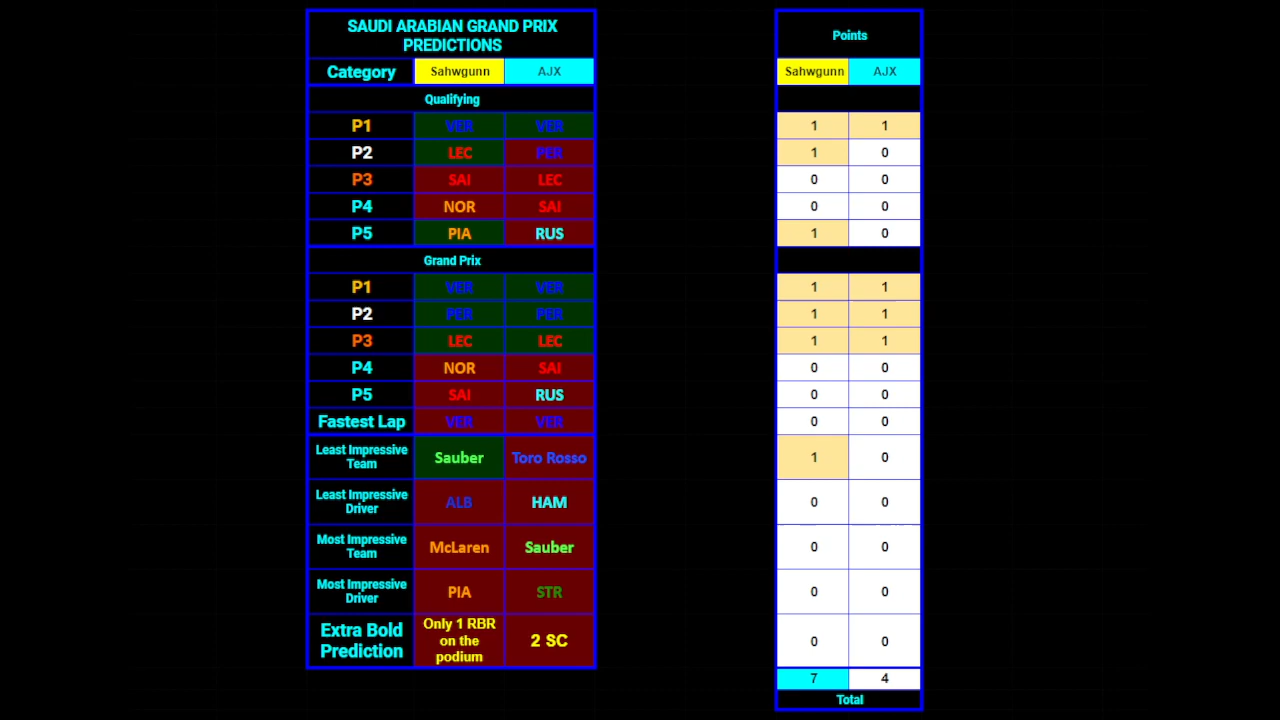 SAUDI ARABIAN GRAND PRIX
PREDICTIONS
Points
Category Sahwgunn AJX Sahwgunn AJX
Qualifying
P1 VER VER 1 1
P2 LEC PER 1 0
P3 SAI LEC 0 0
P4 NOR SAI 0 0
P5 PIA RUS 1 0
Grand Prix
P1 VER VER 1 1
P2 PER PER 1 1
P3 LEC LEC 1 1
P4 NOR SAI 0 0
P5 SAI RUS 0 0
Fastest Lap VER VER 0 0
Least Impressive
Team
Sauber Toro Rosso 1 0
Least Impressive
Driver
ALB HAM 0 0
Most Impressive
Team
McLaren Sauber 0 0
Most Impressive
Driver
PIA STR 0 0
Extra Bold
Prediction
Only 1 RBR
on the
podium
2 SC 0 0
7 4
Total